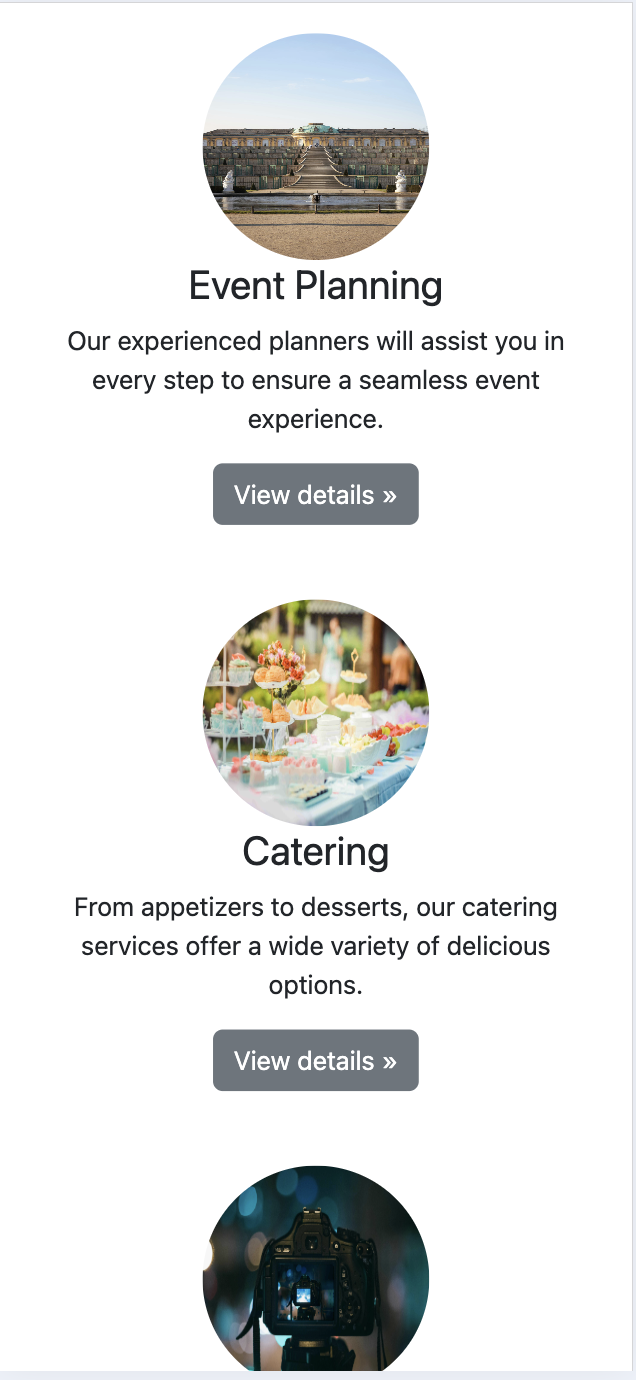 Event Planning
Our experienced planners will assist you in
every step to ensure a seamless event
experience.
View details »
Catering
From appetizers to desserts, our catering
services offer a wide variety of delicious
options.
View details »